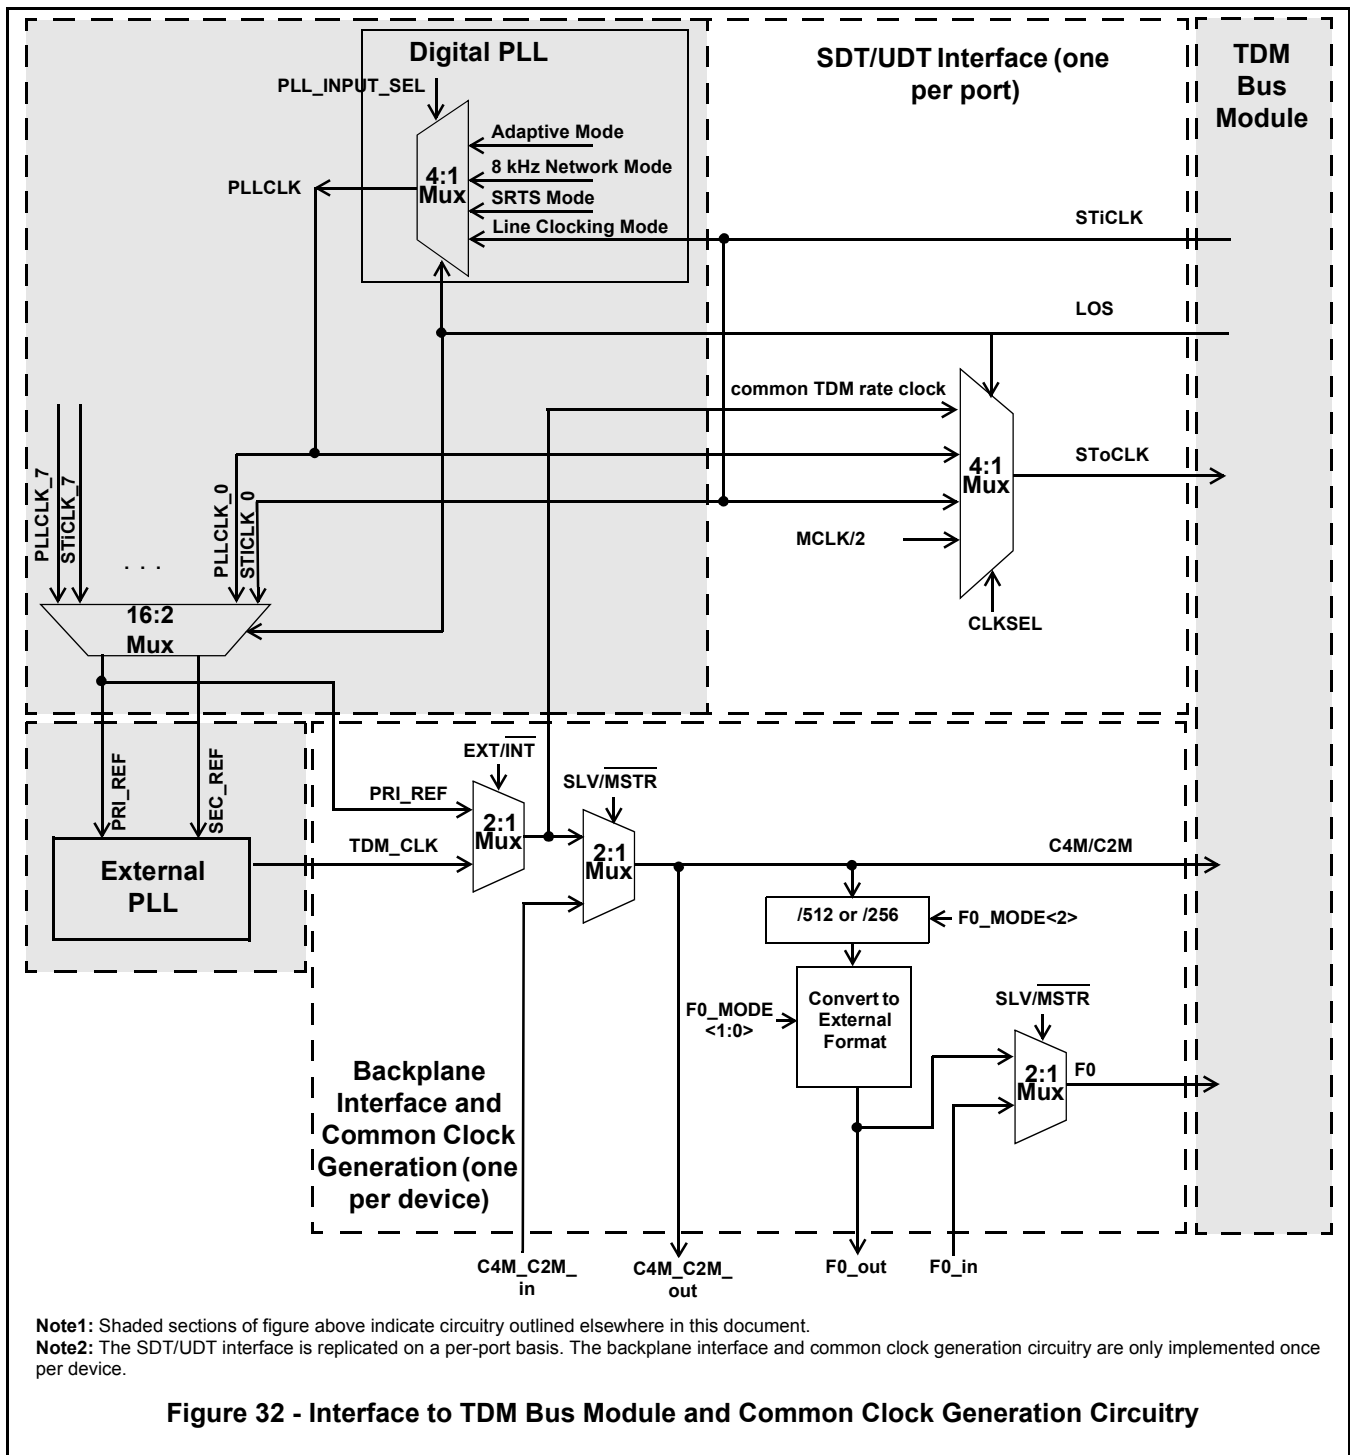 Digital PLL
SDT/UDT Interface (one
per port)
TDM
Bus
Module
PLL_INPUT_SEL
Adaptive Mode
8 kHz Network Mode
SRTS Mode
Line Clocking Mode
4:1
Mux
PLLCLK
STiCLK
LOS
common TDM rate clock
4:1
Mux
SToCLK
MCLK/2
CLKSEL
PLLCLK_7
STiCLK_7
. . .
PLLCLK_0
STiCLK_0
16:2
Mux
PRI_REF
SEC_REF
External
PLL
EXT/INT
SLV/MSTR
PRI_REF
TDM_CLK
2:1
Mux
2:1
Mux
C4M/C2M
/512 or /256
F0_MODE<2>
F0_MODE
<1:0>
Convert to
External
Format
SLV/MSTR
2:1
Mux
F0
Backplane
Interface and
Common Clock
Generation (one
per device)
C4M_C2M_
in
C4M_C2M_
out
F0_out
F0_in
Note1: Shaded sections of figure above indicate circuitry outlined elsewhere in this document.
Note2: The SDT/UDT interface is replicated on a per-port basis. The backplane interface and common clock generation circuitry are only implemented once
per device.
Figure 32 - Interface to TDM Bus Module and Common Clock Generation Circuitry